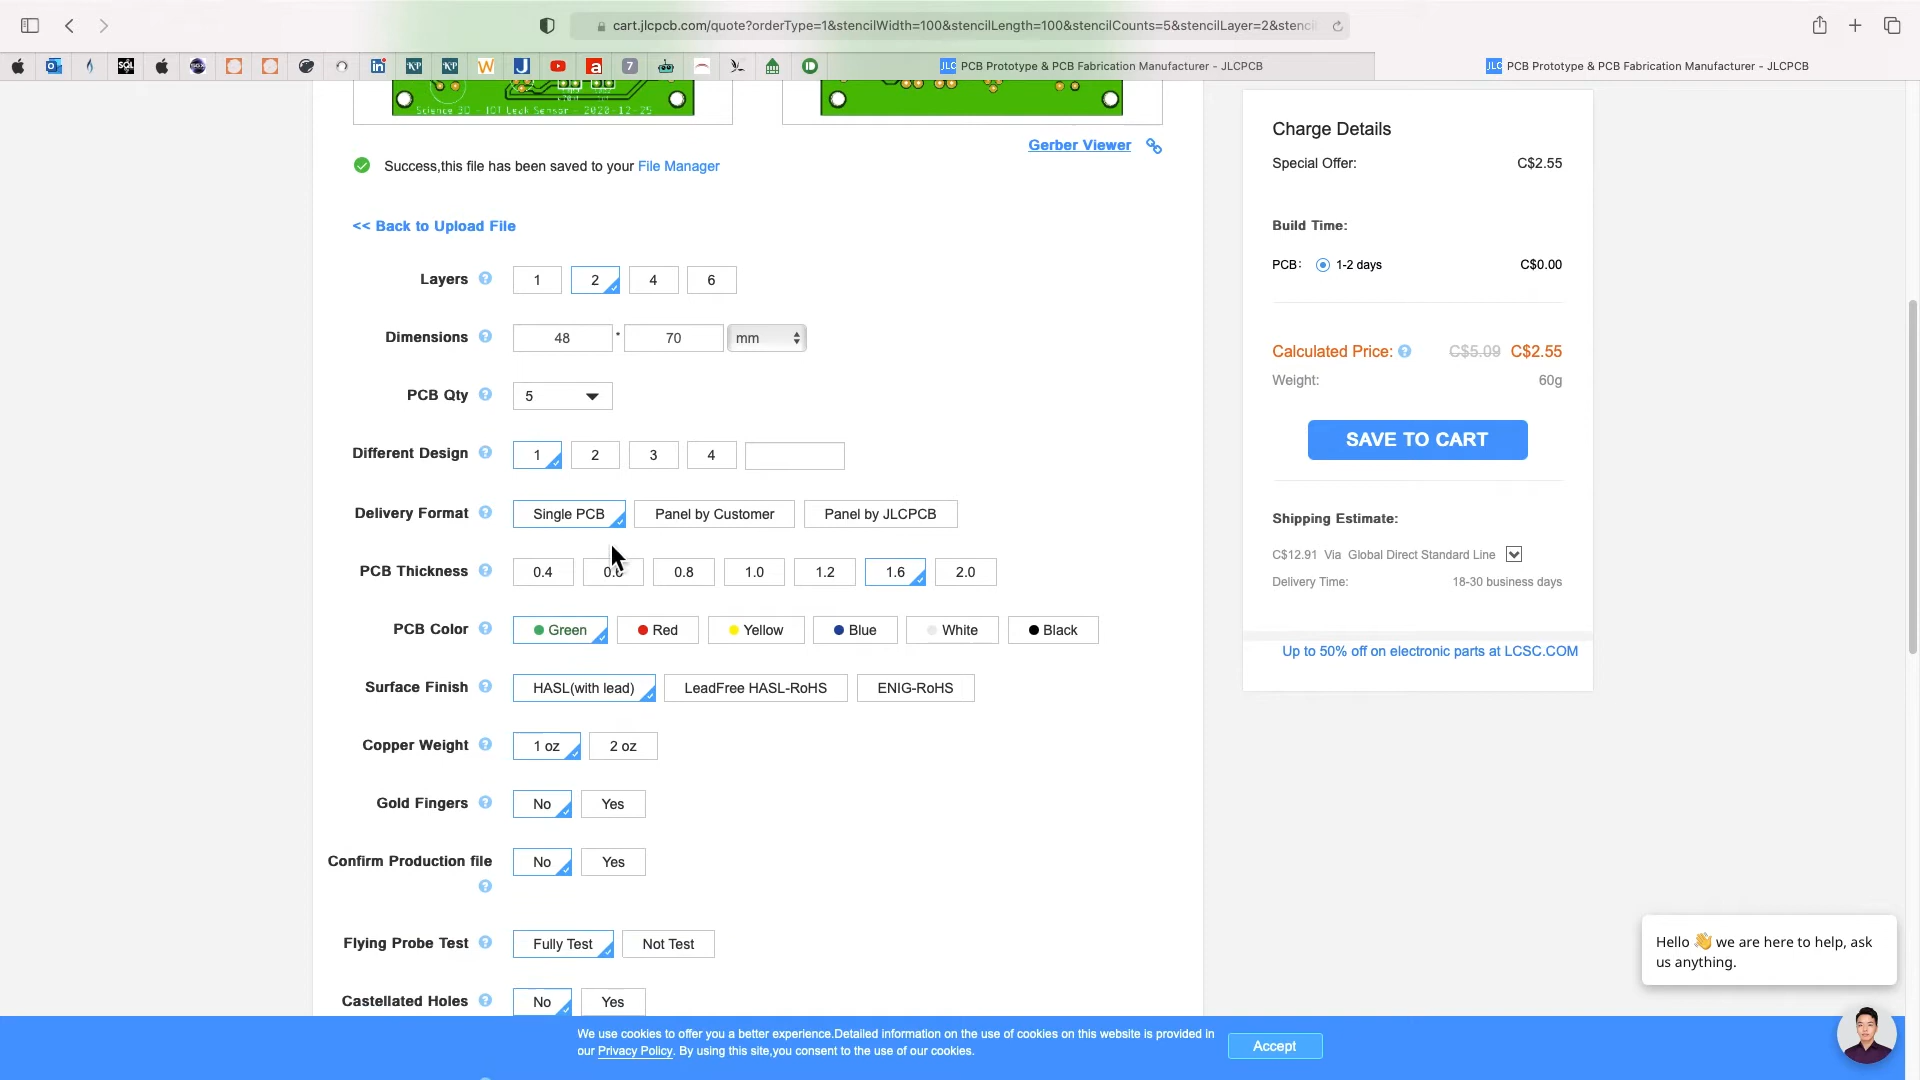 cart.jlcpcb.com/quote?orderType=1&stencilWidth=100&stencilLength=100&stencilCounts=5&stencilLayer=2&stenci
PCB Prototype & PCB Fabrication Manufacturer - JLCPCB
PCB Prototype & PCB Fabrication Manufacturer - JLCPCB
Science 3D - IOT Leak Sensor - 2020-12-25
Gerber Viewer
Success,this file has been saved to your File Manager
<< Back to Upload File
Layers 1 2 4 6
Dimensions 48 * 70 mm
PCB Qty 5
Different Design 1 2 3 4
Delivery Format Single PCB Panel by Customer Panel by JLCPCB
PCB Thickness 0.4 0.8 1.0 1.2 1.6 2.0
PCB Color Green Red Yellow Blue White Black
Surface Finish HASL(with lead) LeadFree HASL-RoHS ENIG-RoHS
Copper Weight 1 oz 2 oz
Gold Fingers No Yes
Confirm Production file No Yes
Flying Probe Test Fully Test Not Test
Castellated Holes No Yes
Charge Details
Special Offer: C$2.55
Build Time:
PCB: 1-2 days C$0.00
Calculated Price: C$5.09 C$2.55
Weight: 60g
SAVE TO CART
Shipping Estimate:
C$12.91 Via Global Direct Standard Line
Delivery Time: 18-30 business days
Up to 50% off on electronic parts at LCSC.COM
Hello 👋 we are here to help, ask
us anything.
We use cookies to offer you a better experience.Detailed information on the use of cookies on this website is provided in
our Privacy Policy. By using this site,you consent to the use of our cookies.
Accept